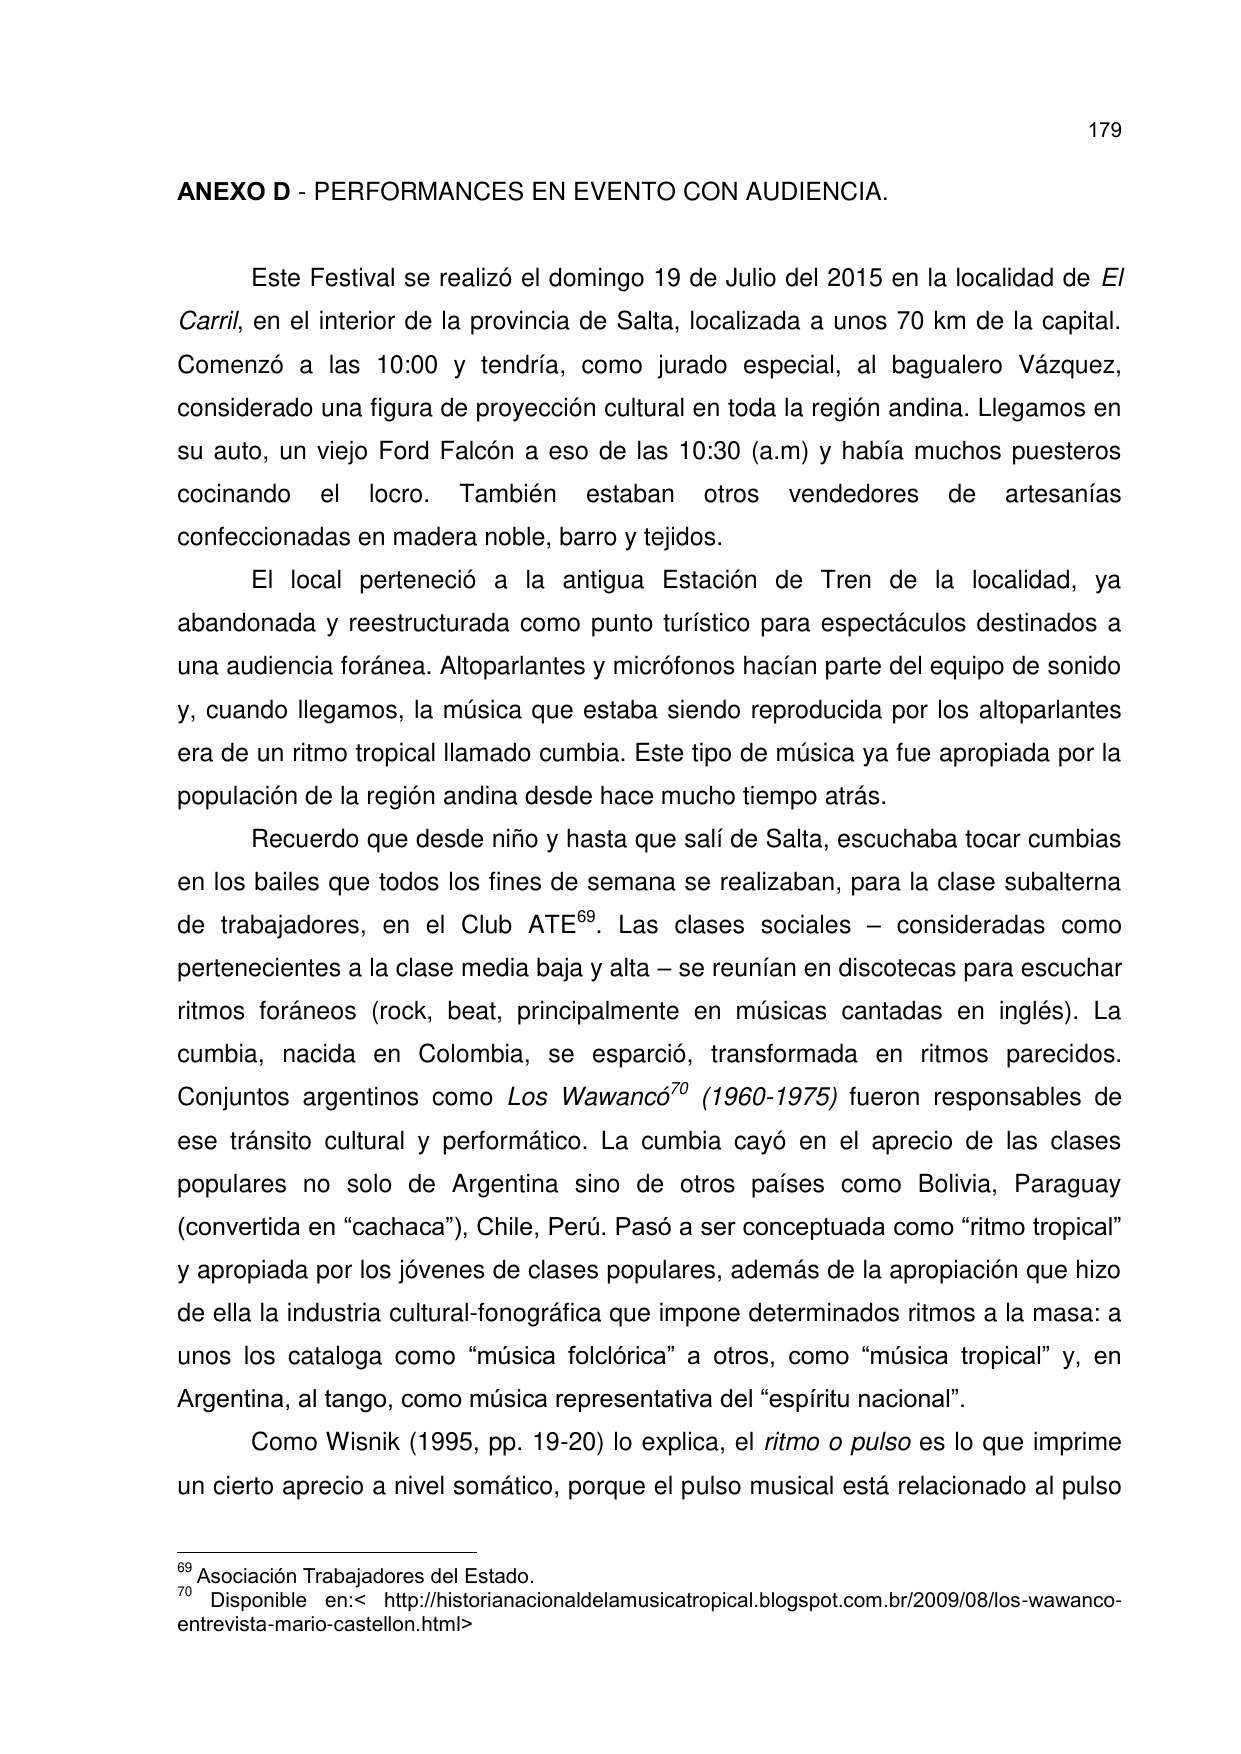 179
ANEXO D - PERFORMANCES EN EVENTO CON AUDIENCIA.
Este Festival se realizó el domingo 19 de Julio del 2015 en la localidad de El
Carril, en el interior de la provincia de Salta, localizada a unos 70 km de la capital.
Comenzó a las 10:00 y tendría, como jurado especial, al bagualero Vázquez,
considerado una figura de proyección cultural en toda la región andina. Llegamos en
su auto, un viejo Ford Falcón a eso de las 10:30 (a.m) y había muchos puesteros
cocinando el locro. También estaban otros vendedores de artesanías
confeccionadas en madera noble, barro y tejidos.
El local perteneció a la antigua Estación de Tren de la localidad, ya
abandonada y reestructurada como punto turístico para espectáculos destinados a
una audiencia foránea. Altoparlantes y micrófonos hacían parte del equipo de sonido
y, cuando llegamos, la música que estaba siendo reproducida por los altoparlantes
era de un ritmo tropical llamado cumbia. Este tipo de música ya fue apropiada por la
populación de la región andina desde hace mucho tiempo atrás.
Recuerdo que desde niño y hasta que salí de Salta, escuchaba tocar cumbias
en los bailes que todos los fines de semana se realizaban, para la clase subalterna
de trabajadores, en el Club ATE69. Las clases sociales – consideradas como
pertenecientes a la clase media baja y alta – se reunían en discotecas para escuchar
ritmos foráneos (rock, beat, principalmente en músicas cantadas en inglés). La
cumbia, nacida en Colombia, se esparció, transformada en ritmos parecidos.
Conjuntos argentinos como Los Wawancó70 (1960-1975) fueron responsables de
ese tránsito cultural y performático. La cumbia cayó en el aprecio de las clases
populares no solo de Argentina sino de otros países como Bolivia, Paraguay
(convertida en “cachaca”), Chile, Perú. Pasó a ser conceptuada como “ritmo tropical”
y apropiada por los jóvenes de clases populares, además de la apropiación que hizo
de ella la industria cultural-fonográfica que impone determinados ritmos a la masa: a
unos los cataloga como “música folclórica” a otros, como “música tropical” y, en
Argentina, al tango, como música representativa del “espíritu nacional”.
Como Wisnik (1995, pp. 19-20) lo explica, el ritmo o pulso es lo que imprime
un cierto aprecio a nivel somático, porque el pulso musical está relacionado al pulso
69 Asociación Trabajadores del Estado.
70 Disponible en:< http://historianacionaldelamusicatropical.blogspot.com.br/2009/08/los-wawanco-
entrevista-mario-castellon.html>